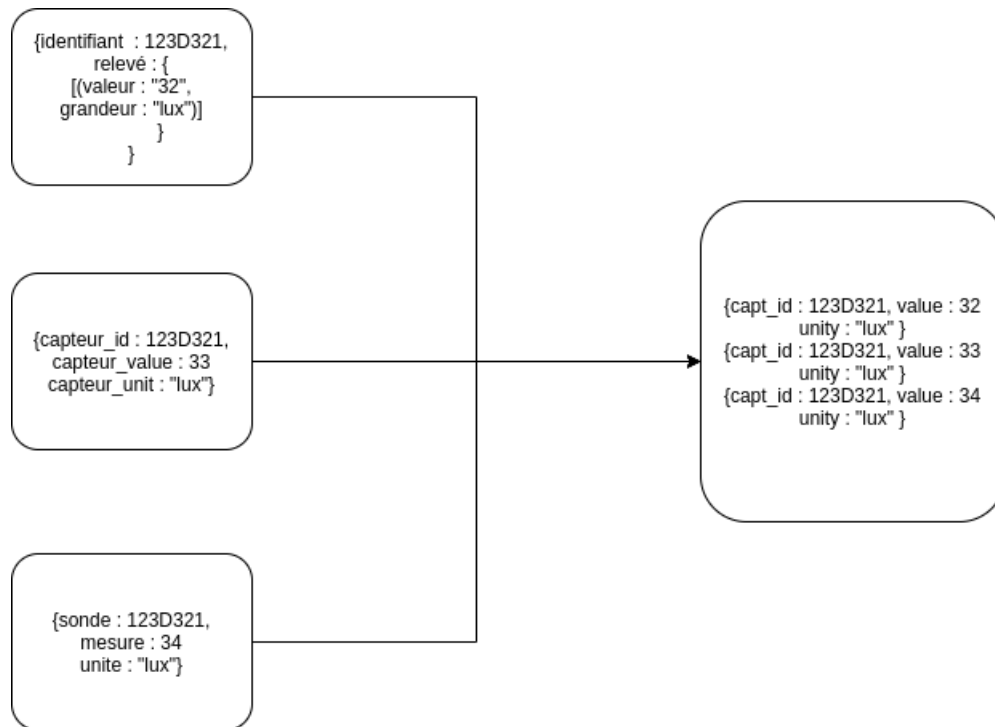 {identifiant : 123D321,
relevé : {
[(valeur : "32",
grandeur : "lux")]
}
}
{capteur_id : 123D321,
capteur_value : 33
capteur_unit : "lux"}
{sonde : 123D321,
mesure : 34
unite : "lux"}
{capt_id : 123D321, value : 32
unity : "lux" }
{capt_id : 123D321, value : 33
unity : "lux" }
{capt_id : 123D321, value : 34
unity : "lux" }